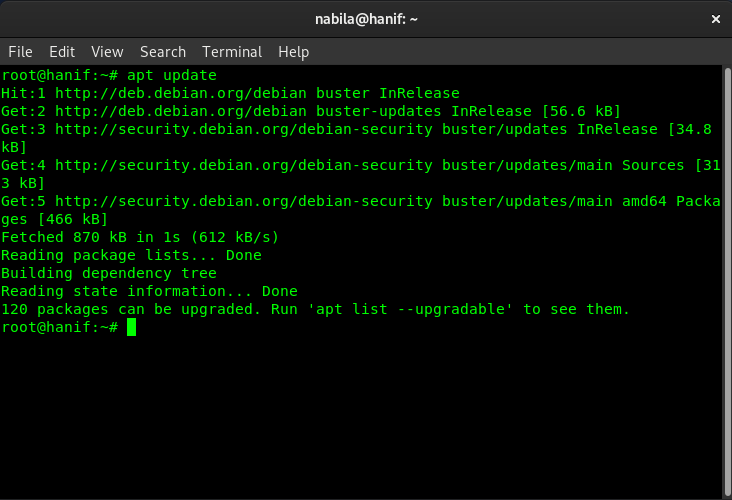 nabila@hanif: ~
×
File Edit View Search Terminal Help
root@hanif:~# apt update
Hit:1 http://deb.debian.org/debian buster InRelease
Get:2 http://deb.debian.org/debian buster-updates InRelease [56.6 kB]
Get:3 http://security.debian.org/debian-security buster/updates InRelease [34.8
kB]
Get:4 http://security.debian.org/debian-security buster/updates/main Sources [31
3 kB]
Get:5 http://security.debian.org/debian-security buster/updates/main amd64 Packa
ges [466 kB]
Fetched 870 kB in 1s (612 kB/s)
Reading package lists... Done
Building dependency tree
Reading state information... Done
120 packages can be upgraded. Run 'apt list --upgradable' to see them.
root@hanif:~#